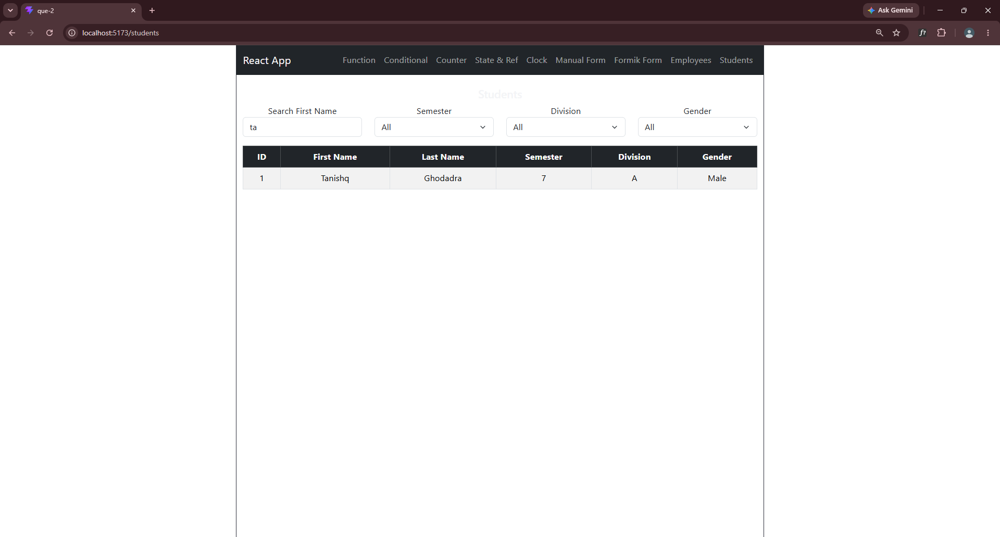 que-2
Ask Gemini
localhost:5173/students
React App Function Conditional Counter State & Ref Clock Manual Form Formik Form Employees Students
Students
Search First Name Semester Division Gender
ta All All All
ID First Name Last Name Semester Division Gender
1 Tanishq Ghodadra 7 A Male